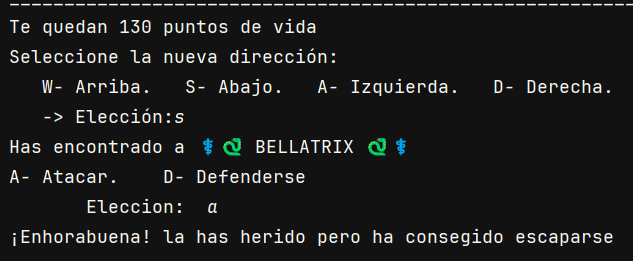 Te quedan 130 puntos de vida
Seleccione la nueva dirección:
W- Arriba. S- Abajo. A- Izquierda. D- Derecha.
-> Elección:s
Has encontrado a ⚕🐍 BELLATRIX 🐍⚕
A- Atacar. D- Defenderse
Eleccion: a
¡Enhorabuena! la has herido pero ha consegido escaparse